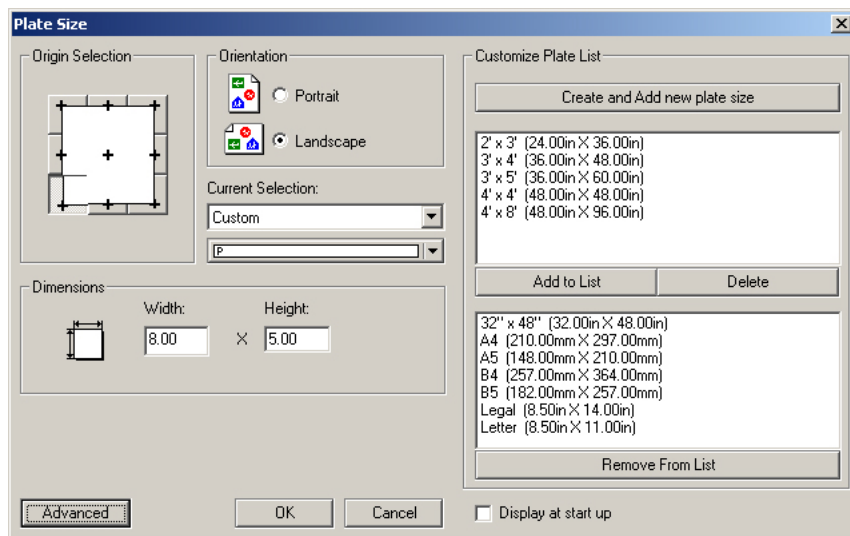 Plate Size
Origin Selection
Orientation
Portrait
Landscape
Current Selection:
Custom
P
Dimensions
Width:
Height:
8.00
X
5.00
Customize Plate List
Create and Add new plate size
2' x 3'  (24.00in X 36.00in)
3' x 4'  (36.00in X 48.00in)
3' x 5'  (36.00in X 60.00in)
4' x 4'  (48.00in X 48.00in)
4' x 8'  (48.00in X 96.00in)
Add to List
Delete
32" x 48"  (32.00in X 48.00in)
A4  (210.00mm X 297.00mm)
A5  (148.00mm X 210.00mm)
B4  (257.00mm X 364.00mm)
B5  (182.00mm X 257.00mm)
Legal  (8.50in X 14.00in)
Letter  (8.50in X 11.00in)
Remove From List
Advanced
OK
Cancel
Display at start up